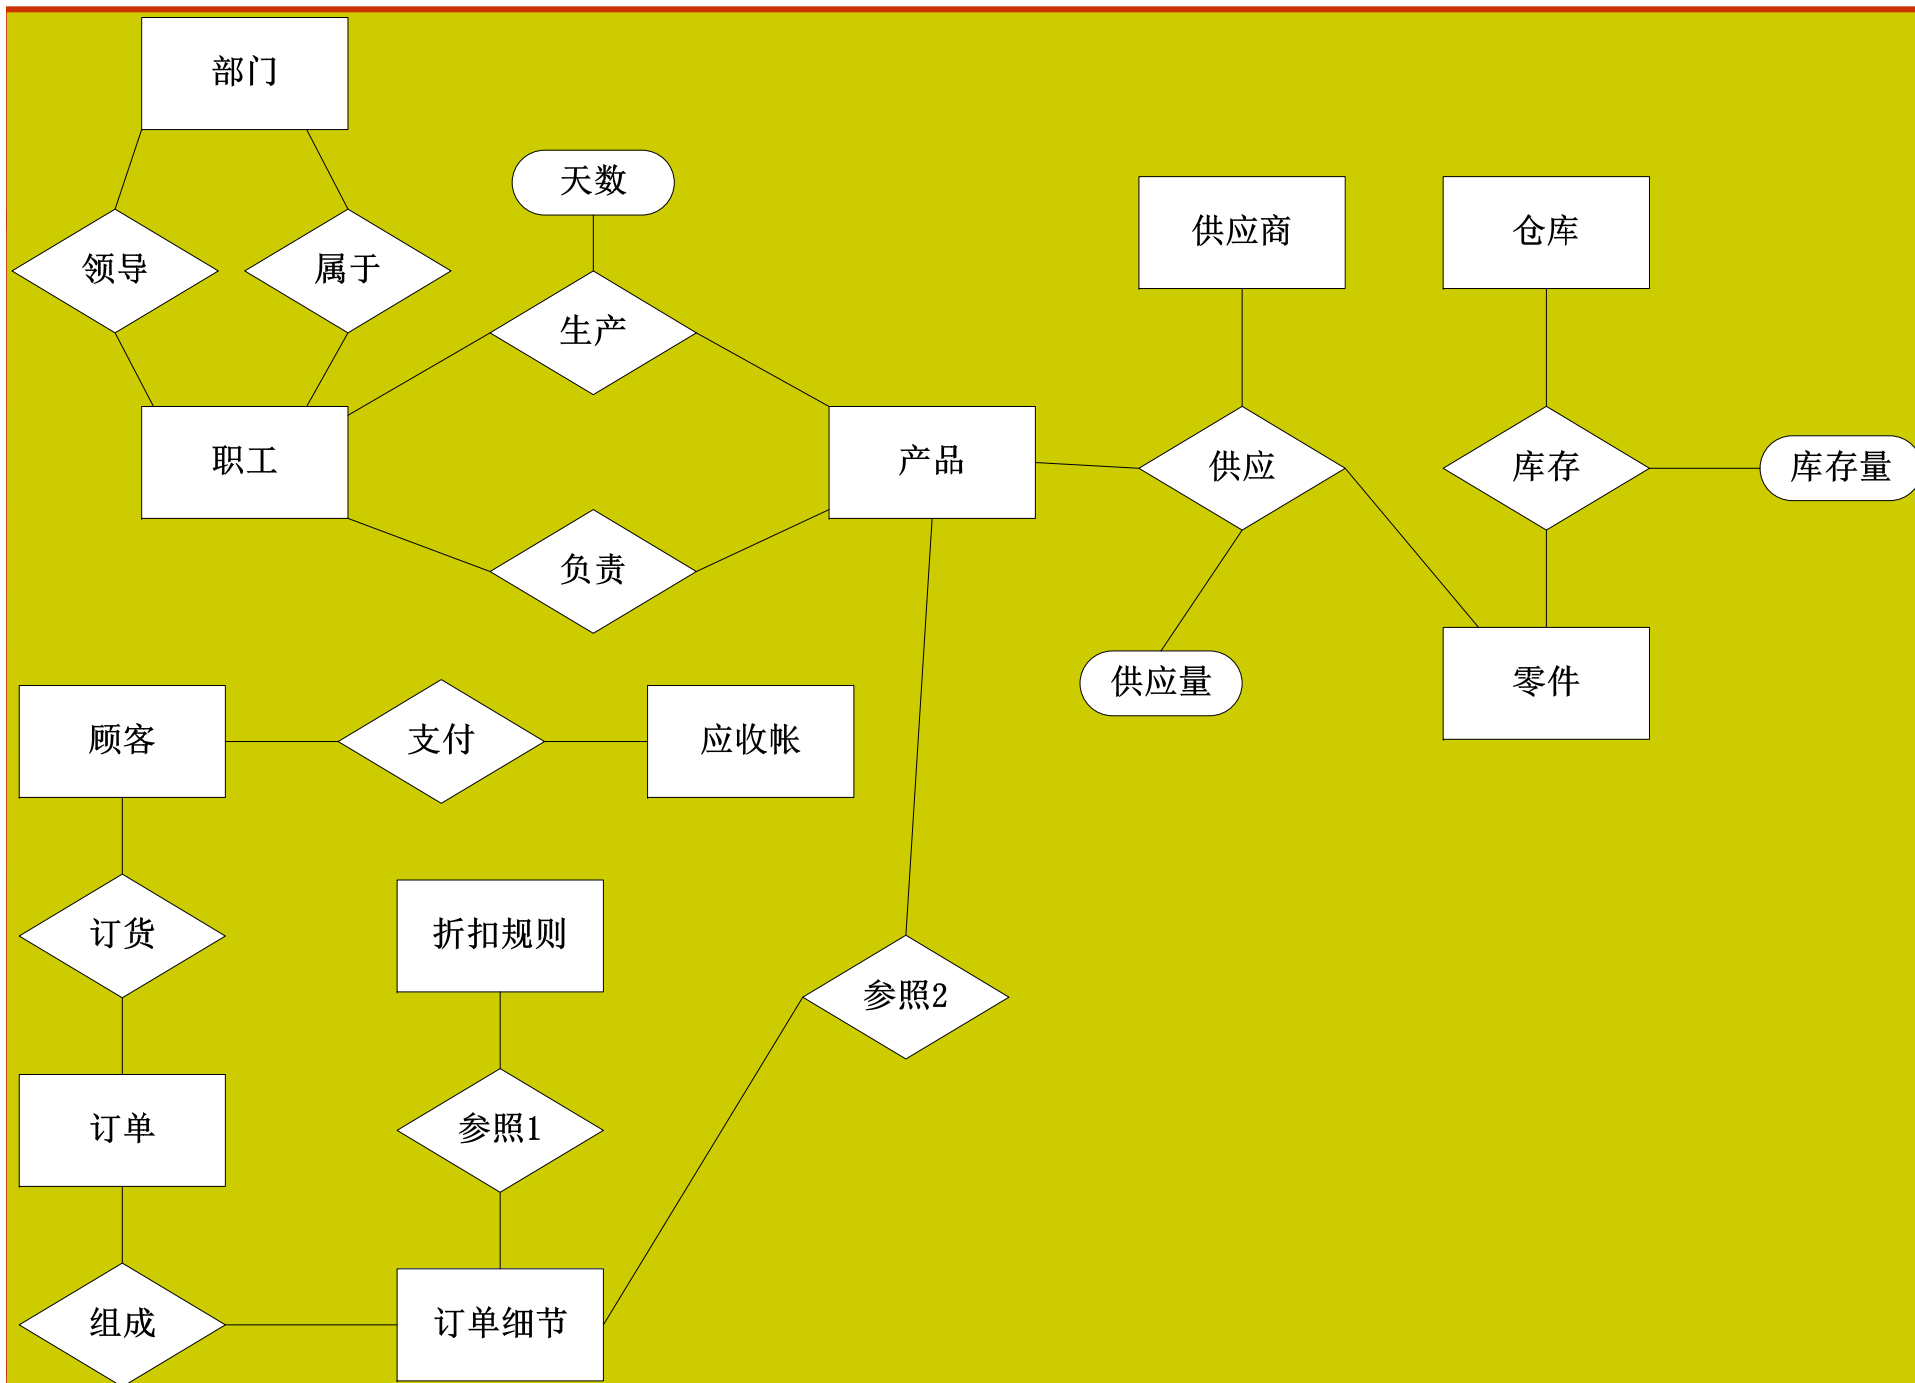 部门
天数
供应商
仓库
领导
属于
生产
职工
产品
供应
库存
库存量
负责
供应量
零件
顾客
支付
应收帐
订货
折扣规则
参照2
订单
参照1
组成
订单细节